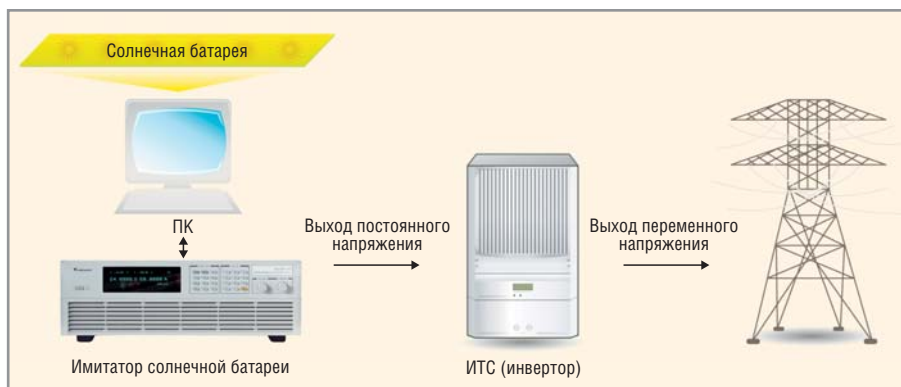 Солнечная батарея
ПК
Выход постоянного
напряжения
Выход переменного
напряжения
Имитатор солнечной батареи
ИТС (инвертор)